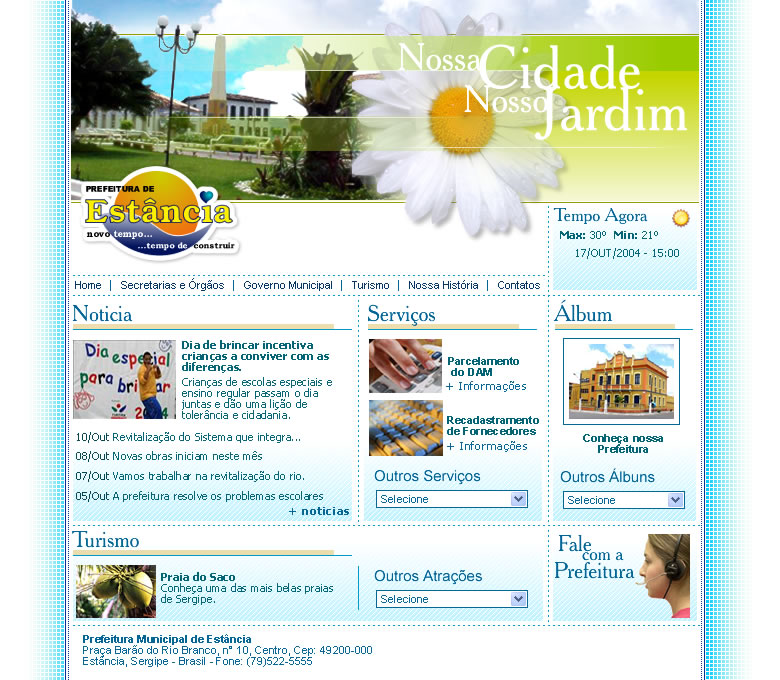 Nossa Cidade
Nosso Jardim
PREFEITURA DE
Estância
novo tempo...
...tempo de construir
Tempo Agora
Max: 30º Min: 21º
17/OUT/2004 - 15:00
Home | Secretarias e Órgãos | Governo Municipal | Turismo | Nossa História | Contatos
Noticia
Dia especial
para brincar
2004
Dia de brincar incentiva
crianças a conviver com as
diferenças.
Crianças de escolas especiais e
ensino regular passam o dia
juntas e dão uma lição de
tolerância e cidadania.
10/Out Revitalização do Sistema que integra...
08/Out Novas obras iniciam neste mês
07/Out Vamos trabalhar na revitalização do rio.
05/Out A prefeitura resolve os problemas escolares
+ noticias
Serviços
Parcelamento
do DAM
+ Informações
Recadastramento
de Fornecedores
+ Informações
Outros Serviços
Selecione
Álbum
Conheça nossa
Prefeitura
Outros Álbuns
Selecione
Turismo
Praia do Saco
Conheça uma das mais belas praias
de Sergipe.
Outros Atrações
Selecione
Fale
com a
Prefeitura
Prefeitura Municipal de Estância
Praça Barão do Rio Branco, n° 10, Centro, Cep: 49200-000
Estância, Sergipe - Brasil - Fone: (79)522-5555